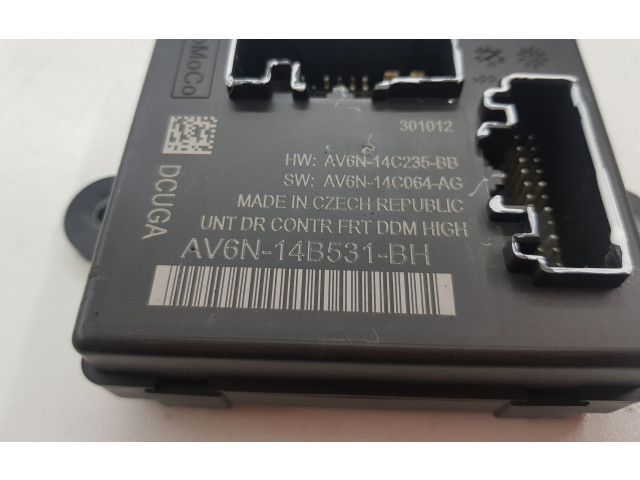 MoCo
301012
HW: AV6N-14C235-BB
SW: AV6N-14C064-AG
MADE IN CZECH REPUBLIC
UNT DR CONTR FRT DDM HIGH
AV6N-14B531-BH
DCUGA